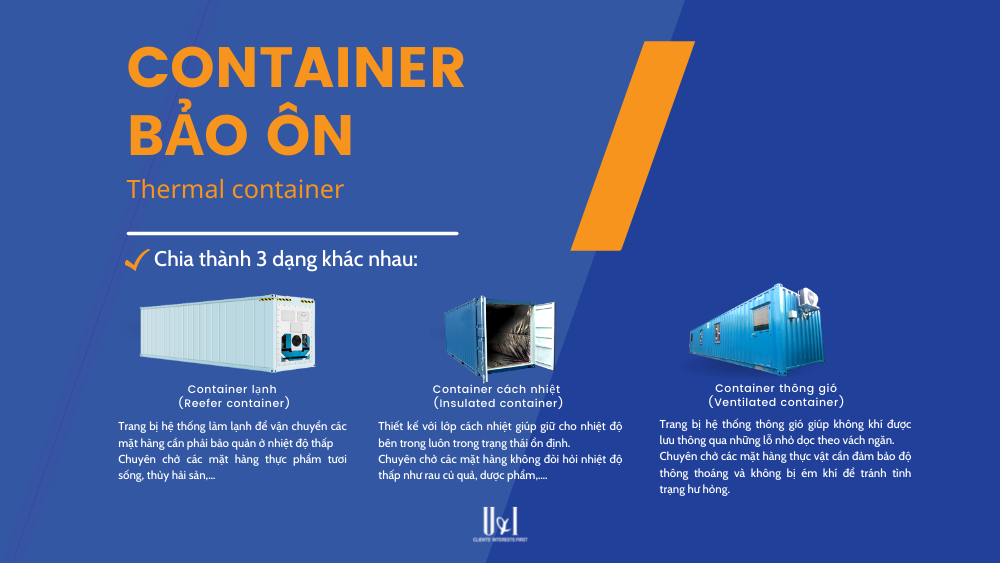 CONTAINER
BẢO ÔN
Thermal container
Chia thành 3 dạng khác nhau:
Container lạnh
(Reefer container)
Trang bị hệ thống làm lạnh để vận chuyển các
mặt hàng cần phải bảo quản ở nhiệt độ thấp
Chuyên chở các mặt hàng thực phẩm tươi
sống, thủy hải sản,...
Container cách nhiệt
(Insulated container)
Thiết kế với lớp cách nhiệt giúp giữ cho nhiệt độ
bên trong luôn trong trạng thái ổn định.
Chuyên chở các mặt hàng không đòi hỏi nhiệt độ
thấp như rau củ quả, dược phẩm,....
Container thông gió
(Ventilated container)
Trang bị hệ thống thông gió giúp không khí được
lưu thông qua những lỗ nhỏ dọc theo vách ngăn.
Chuyên chở các mặt hàng thực vật cần đảm bảo độ
thông thoáng và không bị ém khí để tránh tình
trạng hư hỏng.
U&I
CLIENTS' INTERESTS FIRST